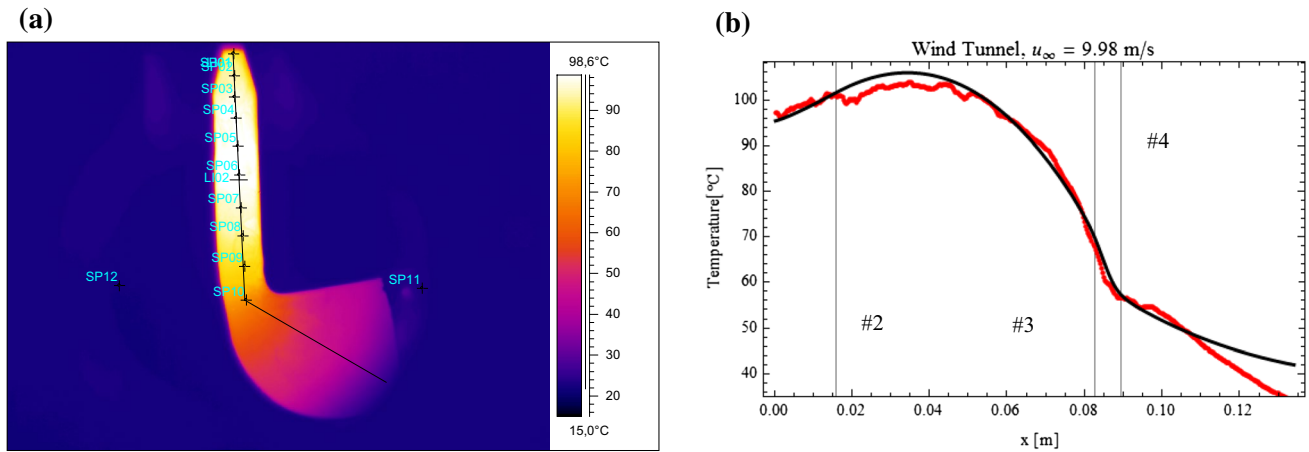 (a)
98,6°C
SP01
SP02
SP03
SP04
SP05
SP06
LI02
SP07
SP08
SP09
SP10
SP12
SP11
90
80
70
60
50
40
30
20
15,0°C
(b)
Wind Tunnel, u∞ = 9.98 m/s
Temperature[°C]
100
90
80
70
60
50
40
#2
#3
#4
0.00 0.02 0.04 0.06 0.08 0.10 0.12
x [m]